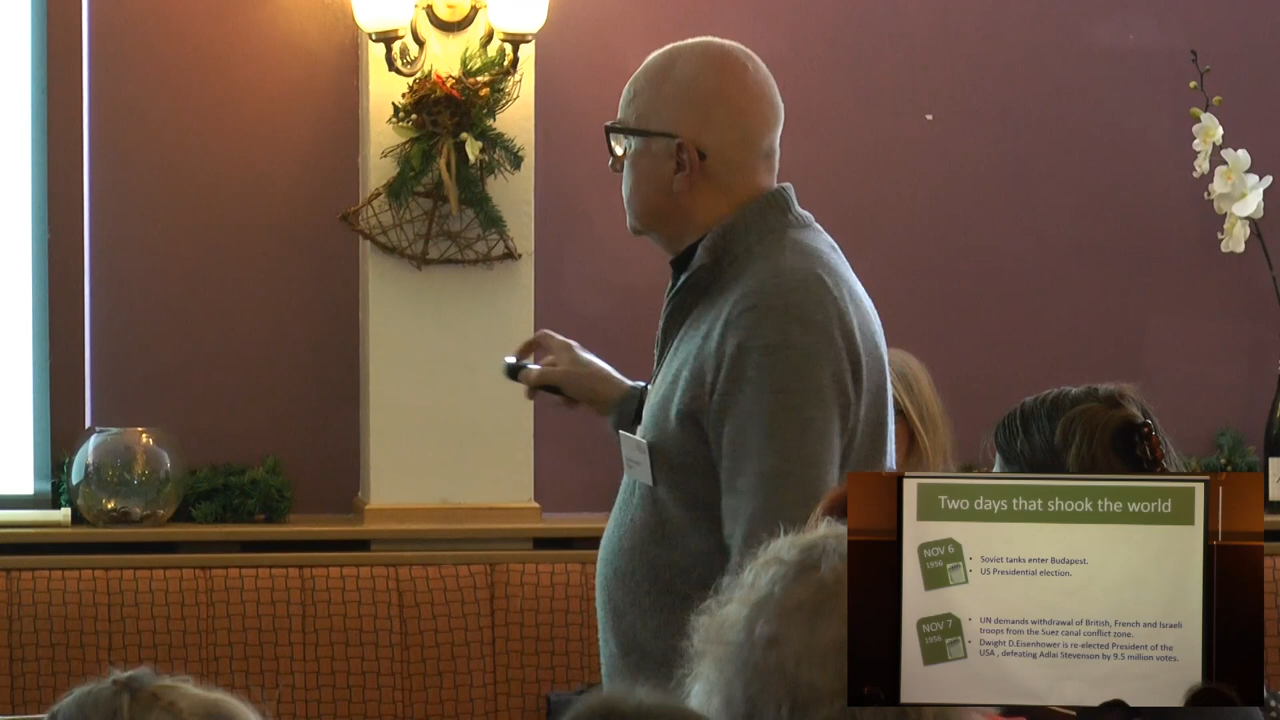 Two days that shook the world
NOV 6
1956
• Soviet tanks enter Budapest.
• US Presidential election.
NOV 7
1956
• UN demands withdrawal of British, French and Israeli
troops from the Suez canal conflict zone.
• Dwight D.Eisenhower is re-elected President of the
USA , defeating Adlai Stevenson by 9.5 million votes.